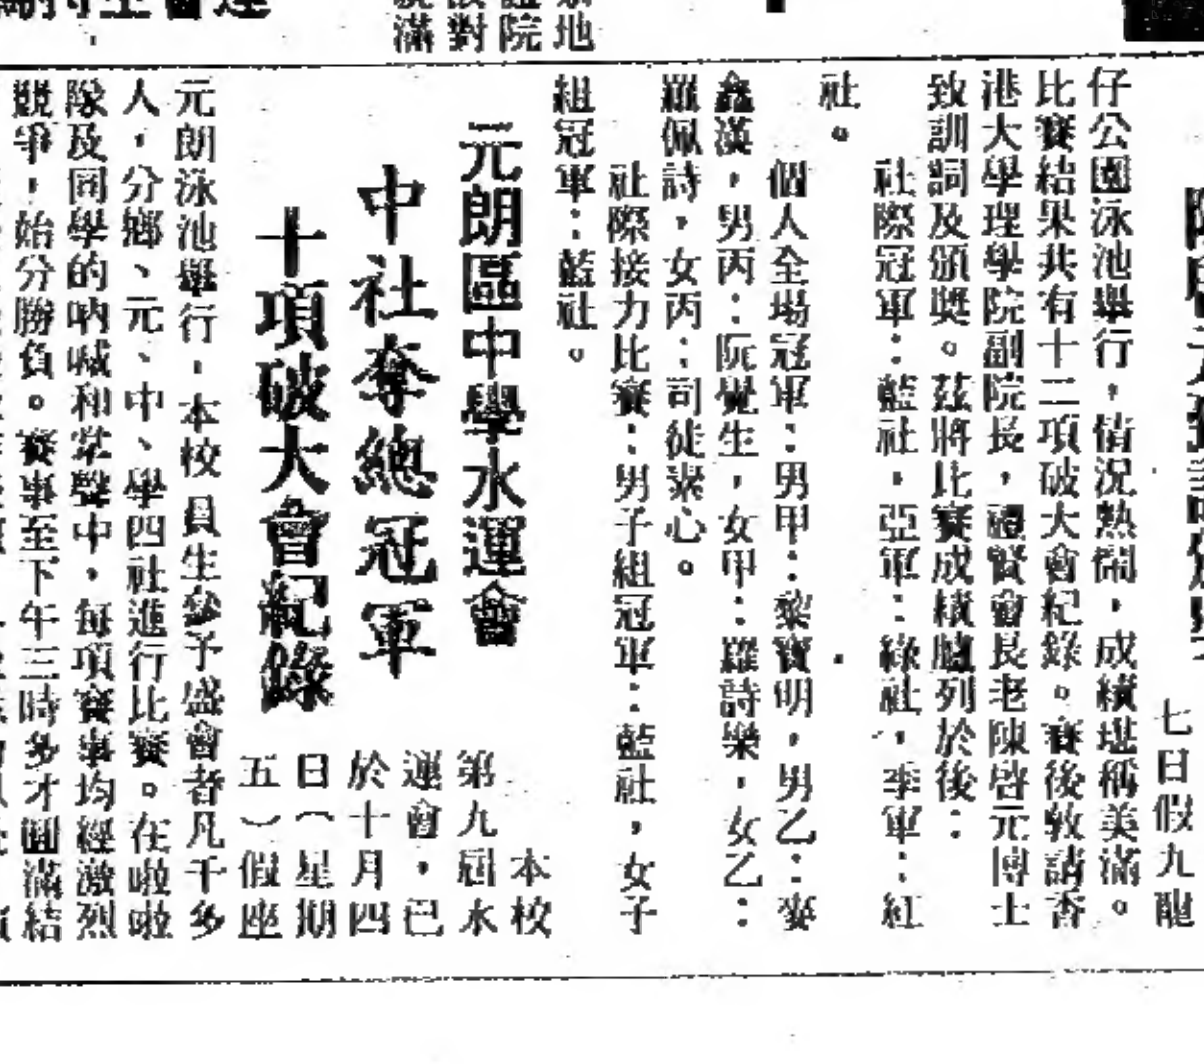 七日假九龍
仔公園泳池舉行，情況熱鬧，成績堪稱美滿。
比賽結果共有十二項破大會紀錄。賽後敦請香
港大學理學院副院長，禮賢會長老陳啓元博士
致訓詞及頒獎。茲將比賽成積臚列於後：
社際冠軍：藍社，亞軍：綠社，季軍：紅
社。
個人全場冠軍：男甲：黎寶明，男乙：麥
鑫漢，男丙：阮覺生，女甲：羅詩樂，女乙：
羅佩詩，女丙：司徒素心。
社際接力比賽：男子組冠軍：藍社，女子
組冠軍：藍社。
元朗區中學水運會
中社奪總冠軍
十項破大會紀錄
本校
第九屆水
運會，已
於十月四
日（星期
五）假座
元朗泳池舉行，本校員生參予盛會者凡千多
人，分鄉、元、中、學四社進行比賽。在啦啦
隊及同學的吶喊和掌聲中，每項賽事均經激烈
競爭，始分勝負。賽事至下午三時多才圓滿結